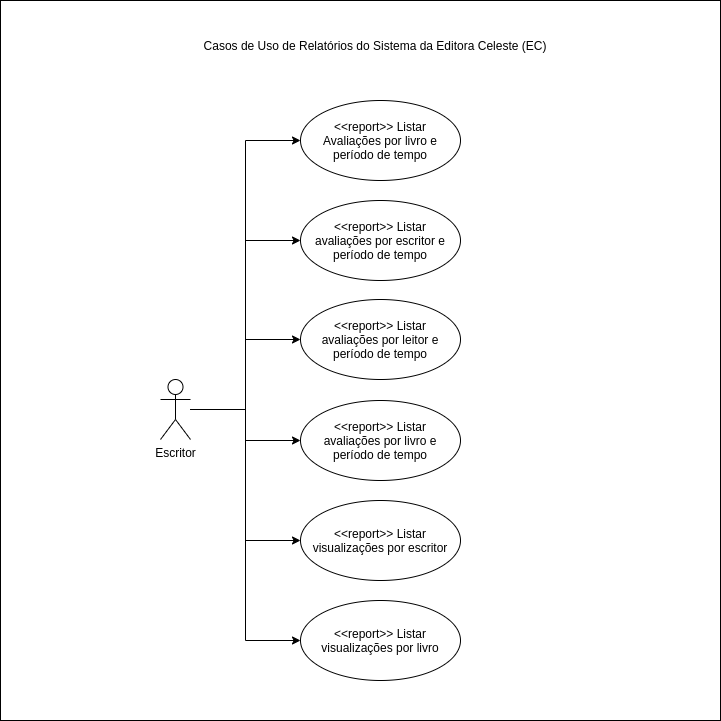 Casos de Uso de Relatórios do Sistema da Editora Celeste (EC)
<<report>> Listar
Avaliações por livro e
período de tempo
<<report>> Listar
avaliações por escritor e
período de tempo
<<report>> Listar
avaliações por leitor e
período de tempo
Escritor
<<report>> Listar
avaliações por livro e
período de tempo
<<report>> Listar
visualizações por escritor
<<report>> Listar
visualizações por livro